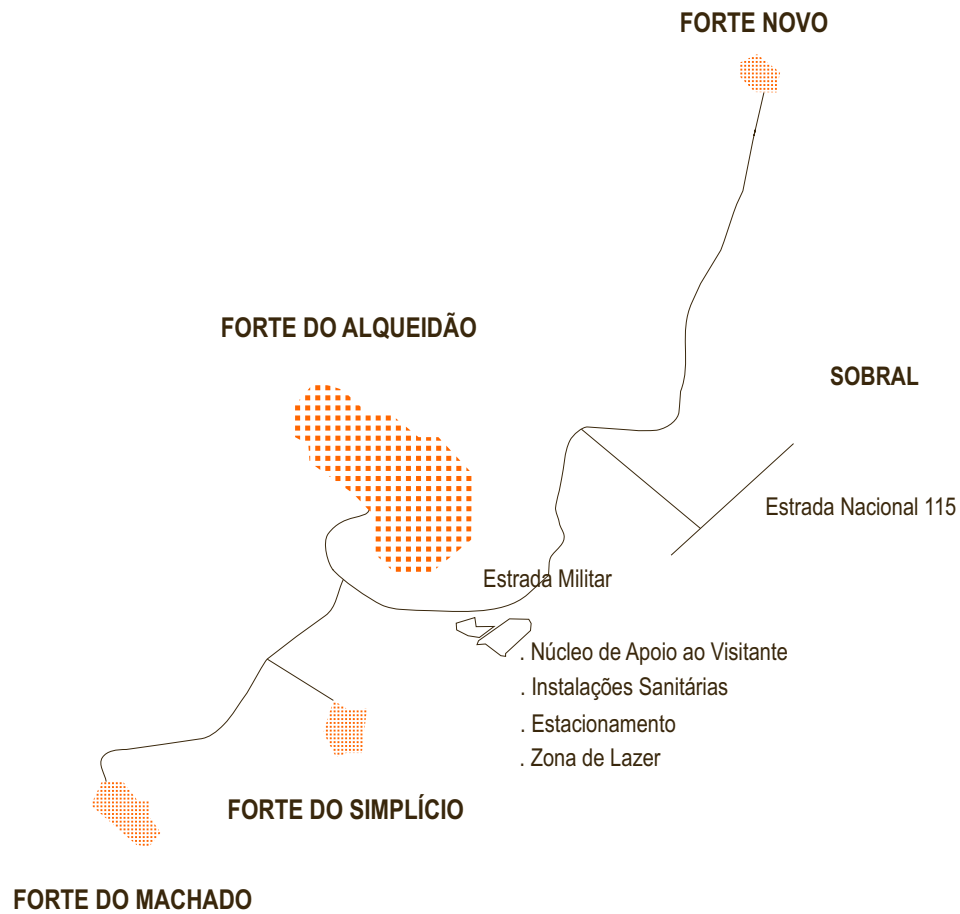 FORTE NOVO
FORTE DO ALQUEIDÃO
SOBRAL
Estrada Nacional 115
Estrada Militar
. Núcleo de Apoio ao Visitante
. Instalações Sanitárias
. Estacionamento
. Zona de Lazer
FORTE DO SIMPLÍCIO
FORTE DO MACHADO